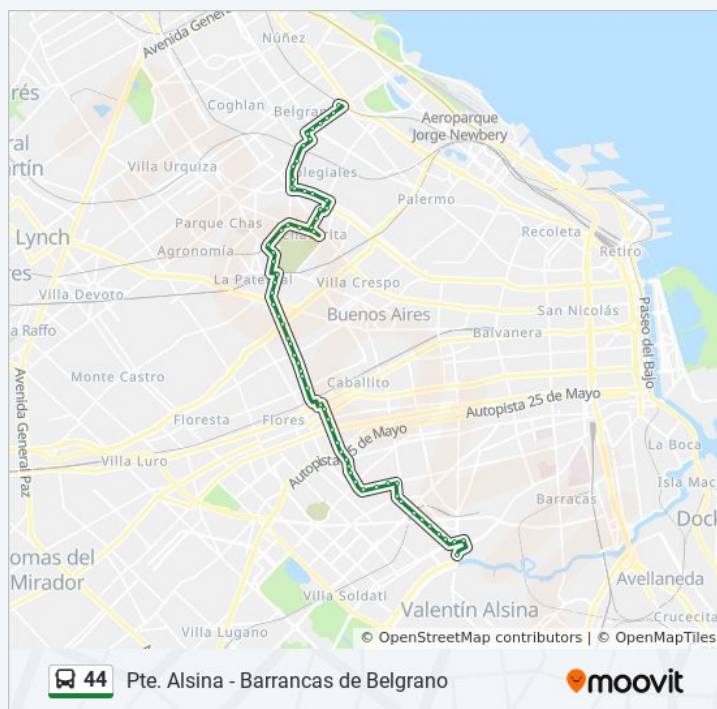 Núñez
Avenida General
Coghlan
Belgran
Aeroparque
Jorge Newbery
rés
ral
artín
Villa Urquiza
olegiales
Palermo
Parque Chas
Recoleta
Lynch
Agronomía
Chacarita
Retiro
res
La Paternal
Villa Crespo
Villa Devoto
San Nicolás
a Raffo
Buenos Aires
Paseo del Bajo
Balvanera
Monte Castro
Caballito
Avenida General Paz
Floresta
Flores
Autopista 25 de Mayo
Autopista 25 de Mayo
Villa Luro
La Boca
Isla Mac
Barracas
Dock
omas del
Mirador
Avellaneda
Villa Soldati
Valentín Alsina
Crucecita
Villa Lugano
© OpenStreetMap contributors | © OpenMapTiles
44 Pte. Alsina - Barrancas de Belgrano
moovit